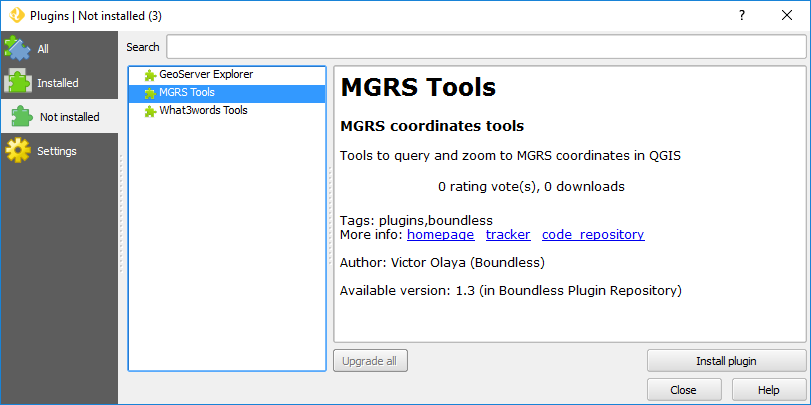 Plugins | Not installed (3)
?
All
Installed
Not installed
Settings
Search
GeoServer Explorer
MGRS Tools
What3words Tools
MGRS Tools
MGRS coordinates tools
Tools to query and zoom to MGRS coordinates in QGIS
0 rating vote(s), 0 downloads
Tags: plugins,boundless
More info: homepage tracker code_repository
Author: Victor Olaya (Boundless)
Available version: 1.3 (in Boundless Plugin Repository)
Upgrade all
Install plugin
Close
Help